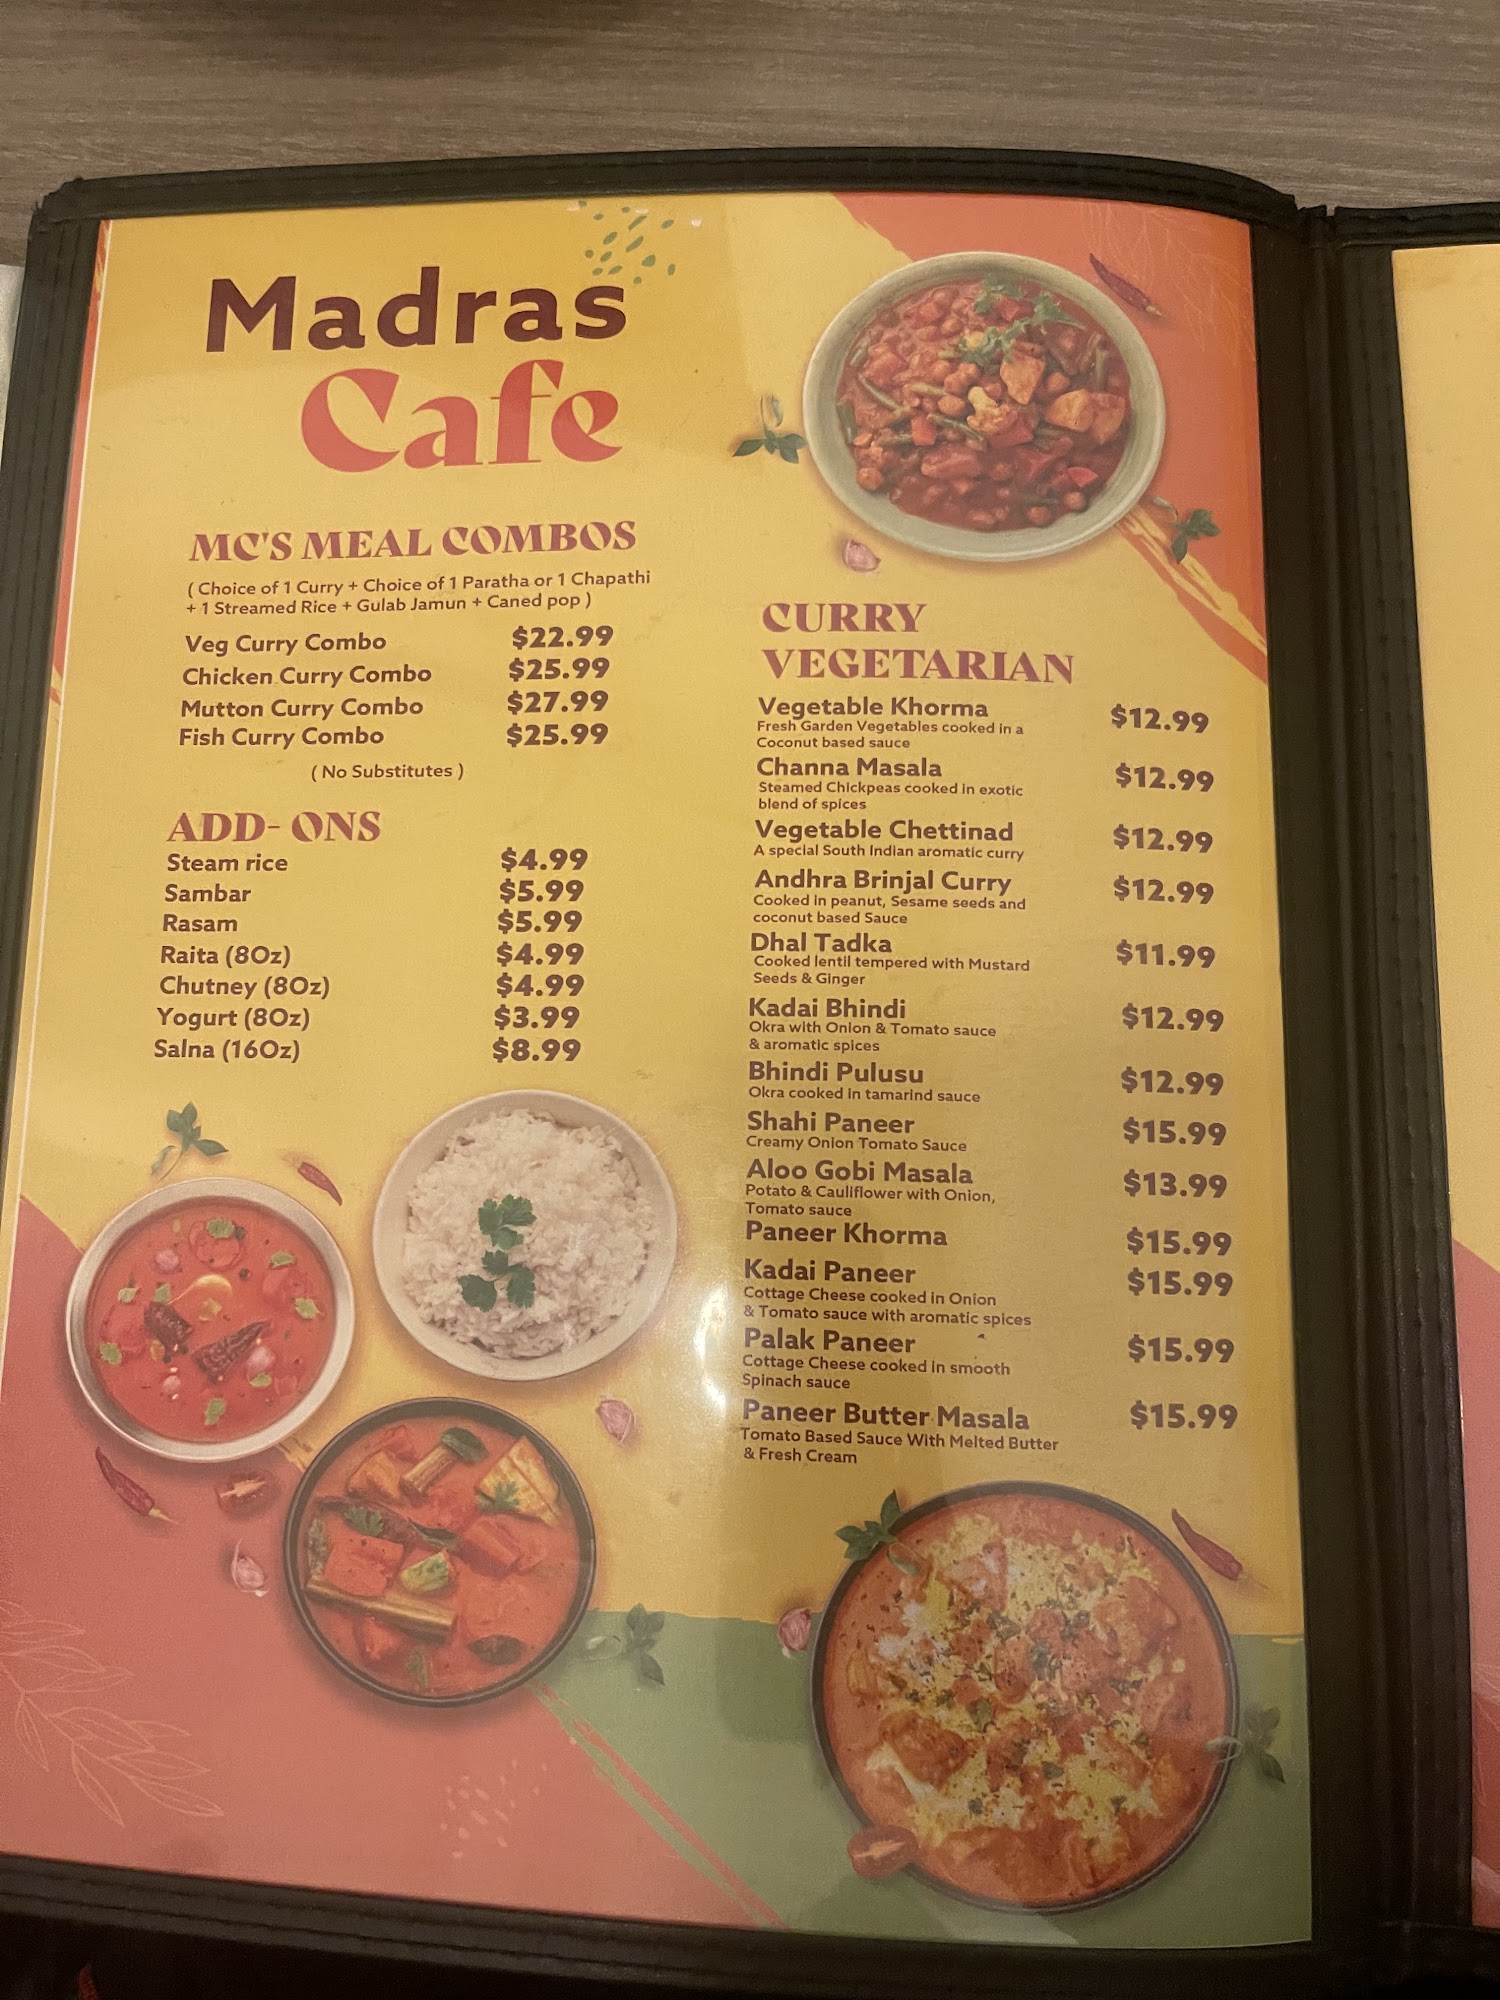 Madras
Cafe
MC'S MEAL COMBOS
( Choice of 1 Curry + Choice of 1 Paratha or 1 Chapathi
+ 1 Streamed Rice + Gulab Jamun + Caned pop )
Veg Curry Combo $22.99
Chicken Curry Combo $25.99
Mutton Curry Combo $27.99
Fish Curry Combo $25.99
( No Substitutes )
ADD- ONS
Steam rice $4.99
Sambar $5.99
Rasam $5.99
Raita (8Oz) $4.99
Chutney (8Oz) $4.99
Yogurt (8Oz) $3.99
Salna (16Oz) $8.99
CURRY
VEGETARIAN
Vegetable Khorma $12.99
Fresh Garden Vegetables cooked in a
Coconut based sauce
Channa Masala $12.99
Steamed Chickpeas cooked in exotic
blend of spices
Vegetable Chettinad $12.99
A special South Indian aromatic curry
Andhra Brinjal Curry $12.99
Cooked in peanut, Sesame seeds and
coconut based Sauce
Dhal Tadka $11.99
Cooked lentil tempered with Mustard
Seeds & Ginger
Kadai Bhindi $12.99
Okra with Onion & Tomato sauce
& aromatic spices
Bhindi Pulusu $12.99
Okra cooked in tamarind sauce
Shahi Paneer $15.99
Creamy Onion Tomato Sauce
Aloo Gobi Masala $13.99
Potato & Cauliflower with Onion,
Tomato sauce
Paneer Khorma $15.99
Kadai Paneer $15.99
Cottage Cheese cooked in Onion
& Tomato sauce with aromatic spices
Palak Paneer $15.99
Cottage Cheese cooked in smooth
Spinach sauce
Paneer Butter Masala $15.99
Tomato Based Sauce With Melted Butter
& Fresh Cream